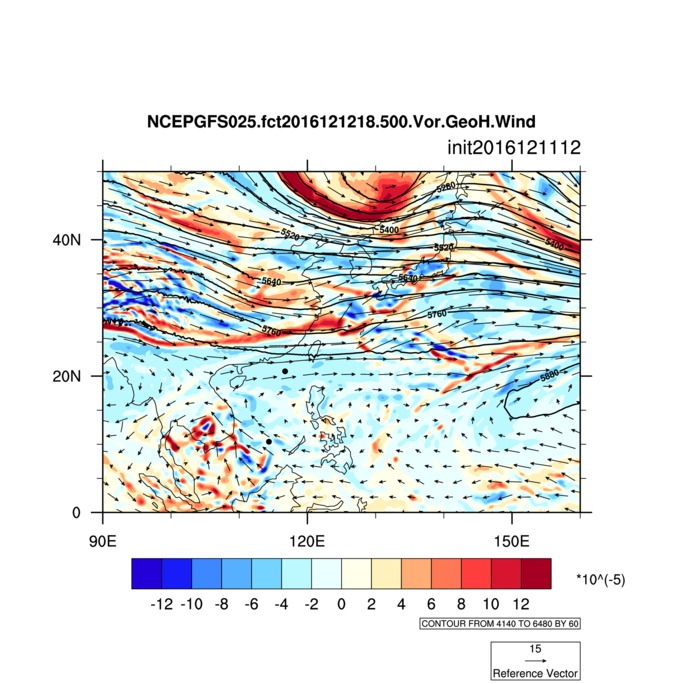 NCEPGFS025.fct2016121218.500.Vor.GeoH.Wind
init2016121112
5280
5520
5400
40N
5520
5400
5640
5640
5760
5760
20N
5880
0
90E 120E 150E
-12 -10 -8 -6 -4 -2 0 2 4 6 8 10 12
*10^(-5)
CONTOUR FROM 4140 TO 6480 BY 60
15
Reference Vector